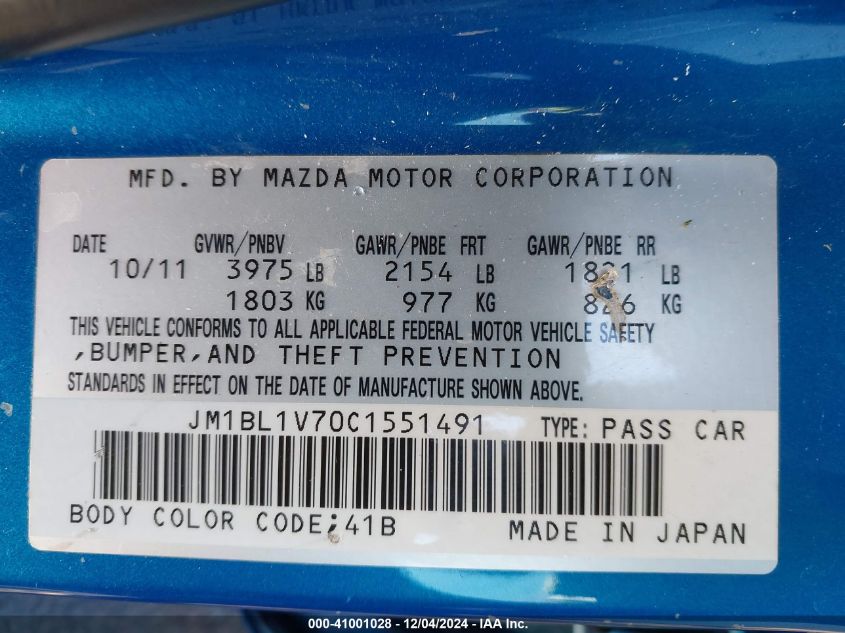 MFD. BY MAZDA MOTOR CORPORATION
DATE GVWR/PNBV GAWR/PNBE FRT GAWR/PNBE RR
10/11 3975 LB 2154 LB 1821 LB
1803 KG 977 KG 826 KG
THIS VEHICLE CONFORMS TO ALL APPLICABLE FEDERAL MOTOR VEHICLE SAFETY
,BUMPER,AND THEFT PREVENTION
STANDARDS IN EFFECT ON THE DATE OF MANUFACTURE SHOWN ABOVE.
JM1BL1V70C1551491 TYPE: PASS CAR
BODY COLOR CODE:41B MADE IN JAPAN
000-41001028 - 12/04/2024 - IAA Inc.